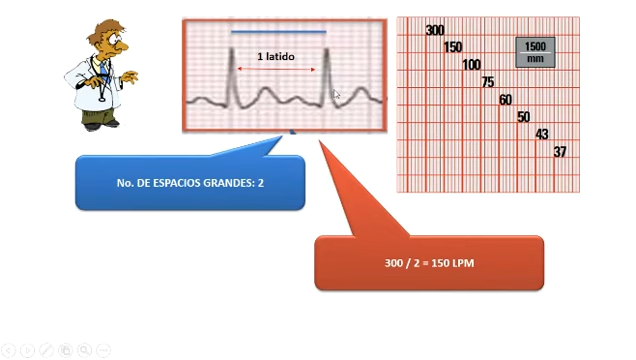 1 latido
300
150
100
75
60
50
43
37
1500
mm
No. DE ESPACIOS GRANDES: 2
300 / 2 = 150 LPM